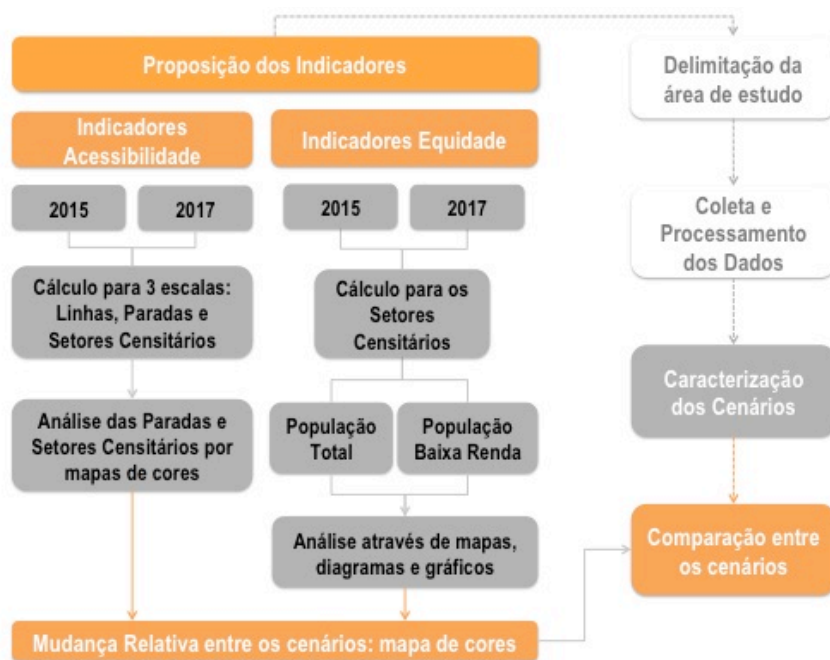 Proposição dos Indicadores
Indicadores
Acessibilidade
2015
2017
Cálculo para 3 escalas:
Linhas, Paradas e
Setores Censitários
Análise das Paradas e
Setores Censitários por
mapas de cores
Indicadores Equidade
2015
2017
Cálculo para os
Setores
Censitários
População
Total
População
Baixa Renda
Análise através de mapas,
diagramas e gráficos
Mudança Relativa entre os cenários: mapa de cores
Delimitação da
área de estudo
Coleta e
Processamento
dos Dados
Caracterização
dos Cenários
Comparação entre
os cenários